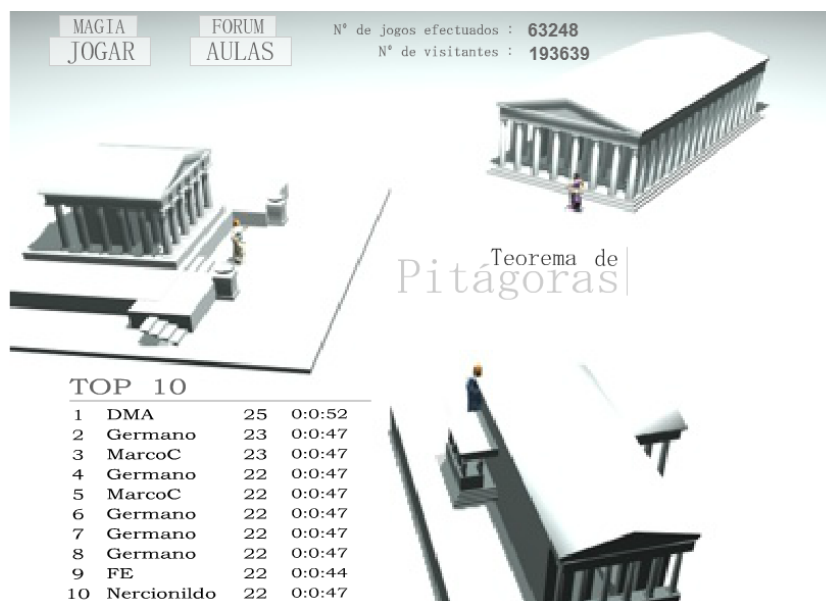 MAGIA
JOGAR
FORUM
AULAS
Nº de jogos efectuados : 63248
Nº de visitantes : 193639
Teorema de
Pitágoras
TOP 10
1 DMA 25 0:0:52
2 Germano 23 0:0:47
3 MarcoC 23 0:0:47
4 Germano 22 0:0:47
5 MarcoC 22 0:0:47
6 Germano 22 0:0:47
7 Germano 22 0:0:47
8 Germano 22 0:0:47
9 FE 22 0:0:44
10 Nercionildo 22 0:0:47